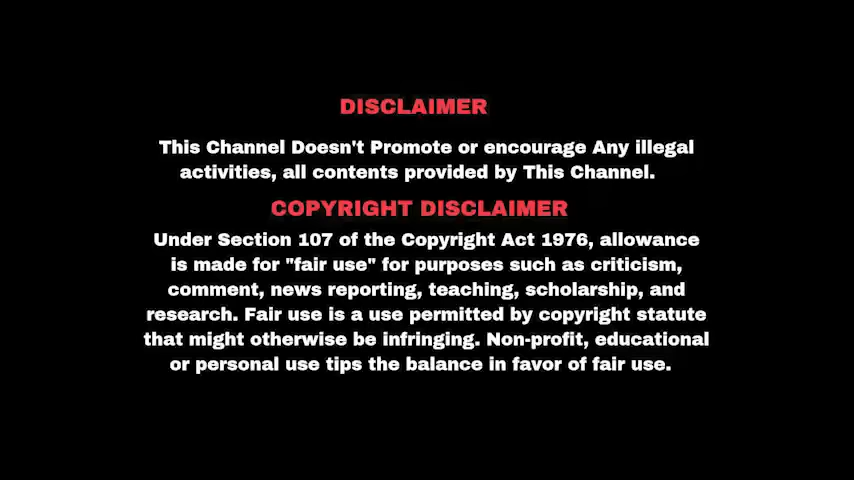 DISCLAIMER
This Channel Doesn't Promote or encourage Any illegal
activities, all contents provided by This Channel.
COPYRIGHT DISCLAIMER
Under Section 107 of the Copyright Act 1976, allowance
is made for "fair use" for purposes such as criticism,
comment, news reporting, teaching, scholarship, and
research. Fair use is a use permitted by copyright statute
that might otherwise be infringing. Non-profit, educational
or personal use tips the balance in favor of fair use.